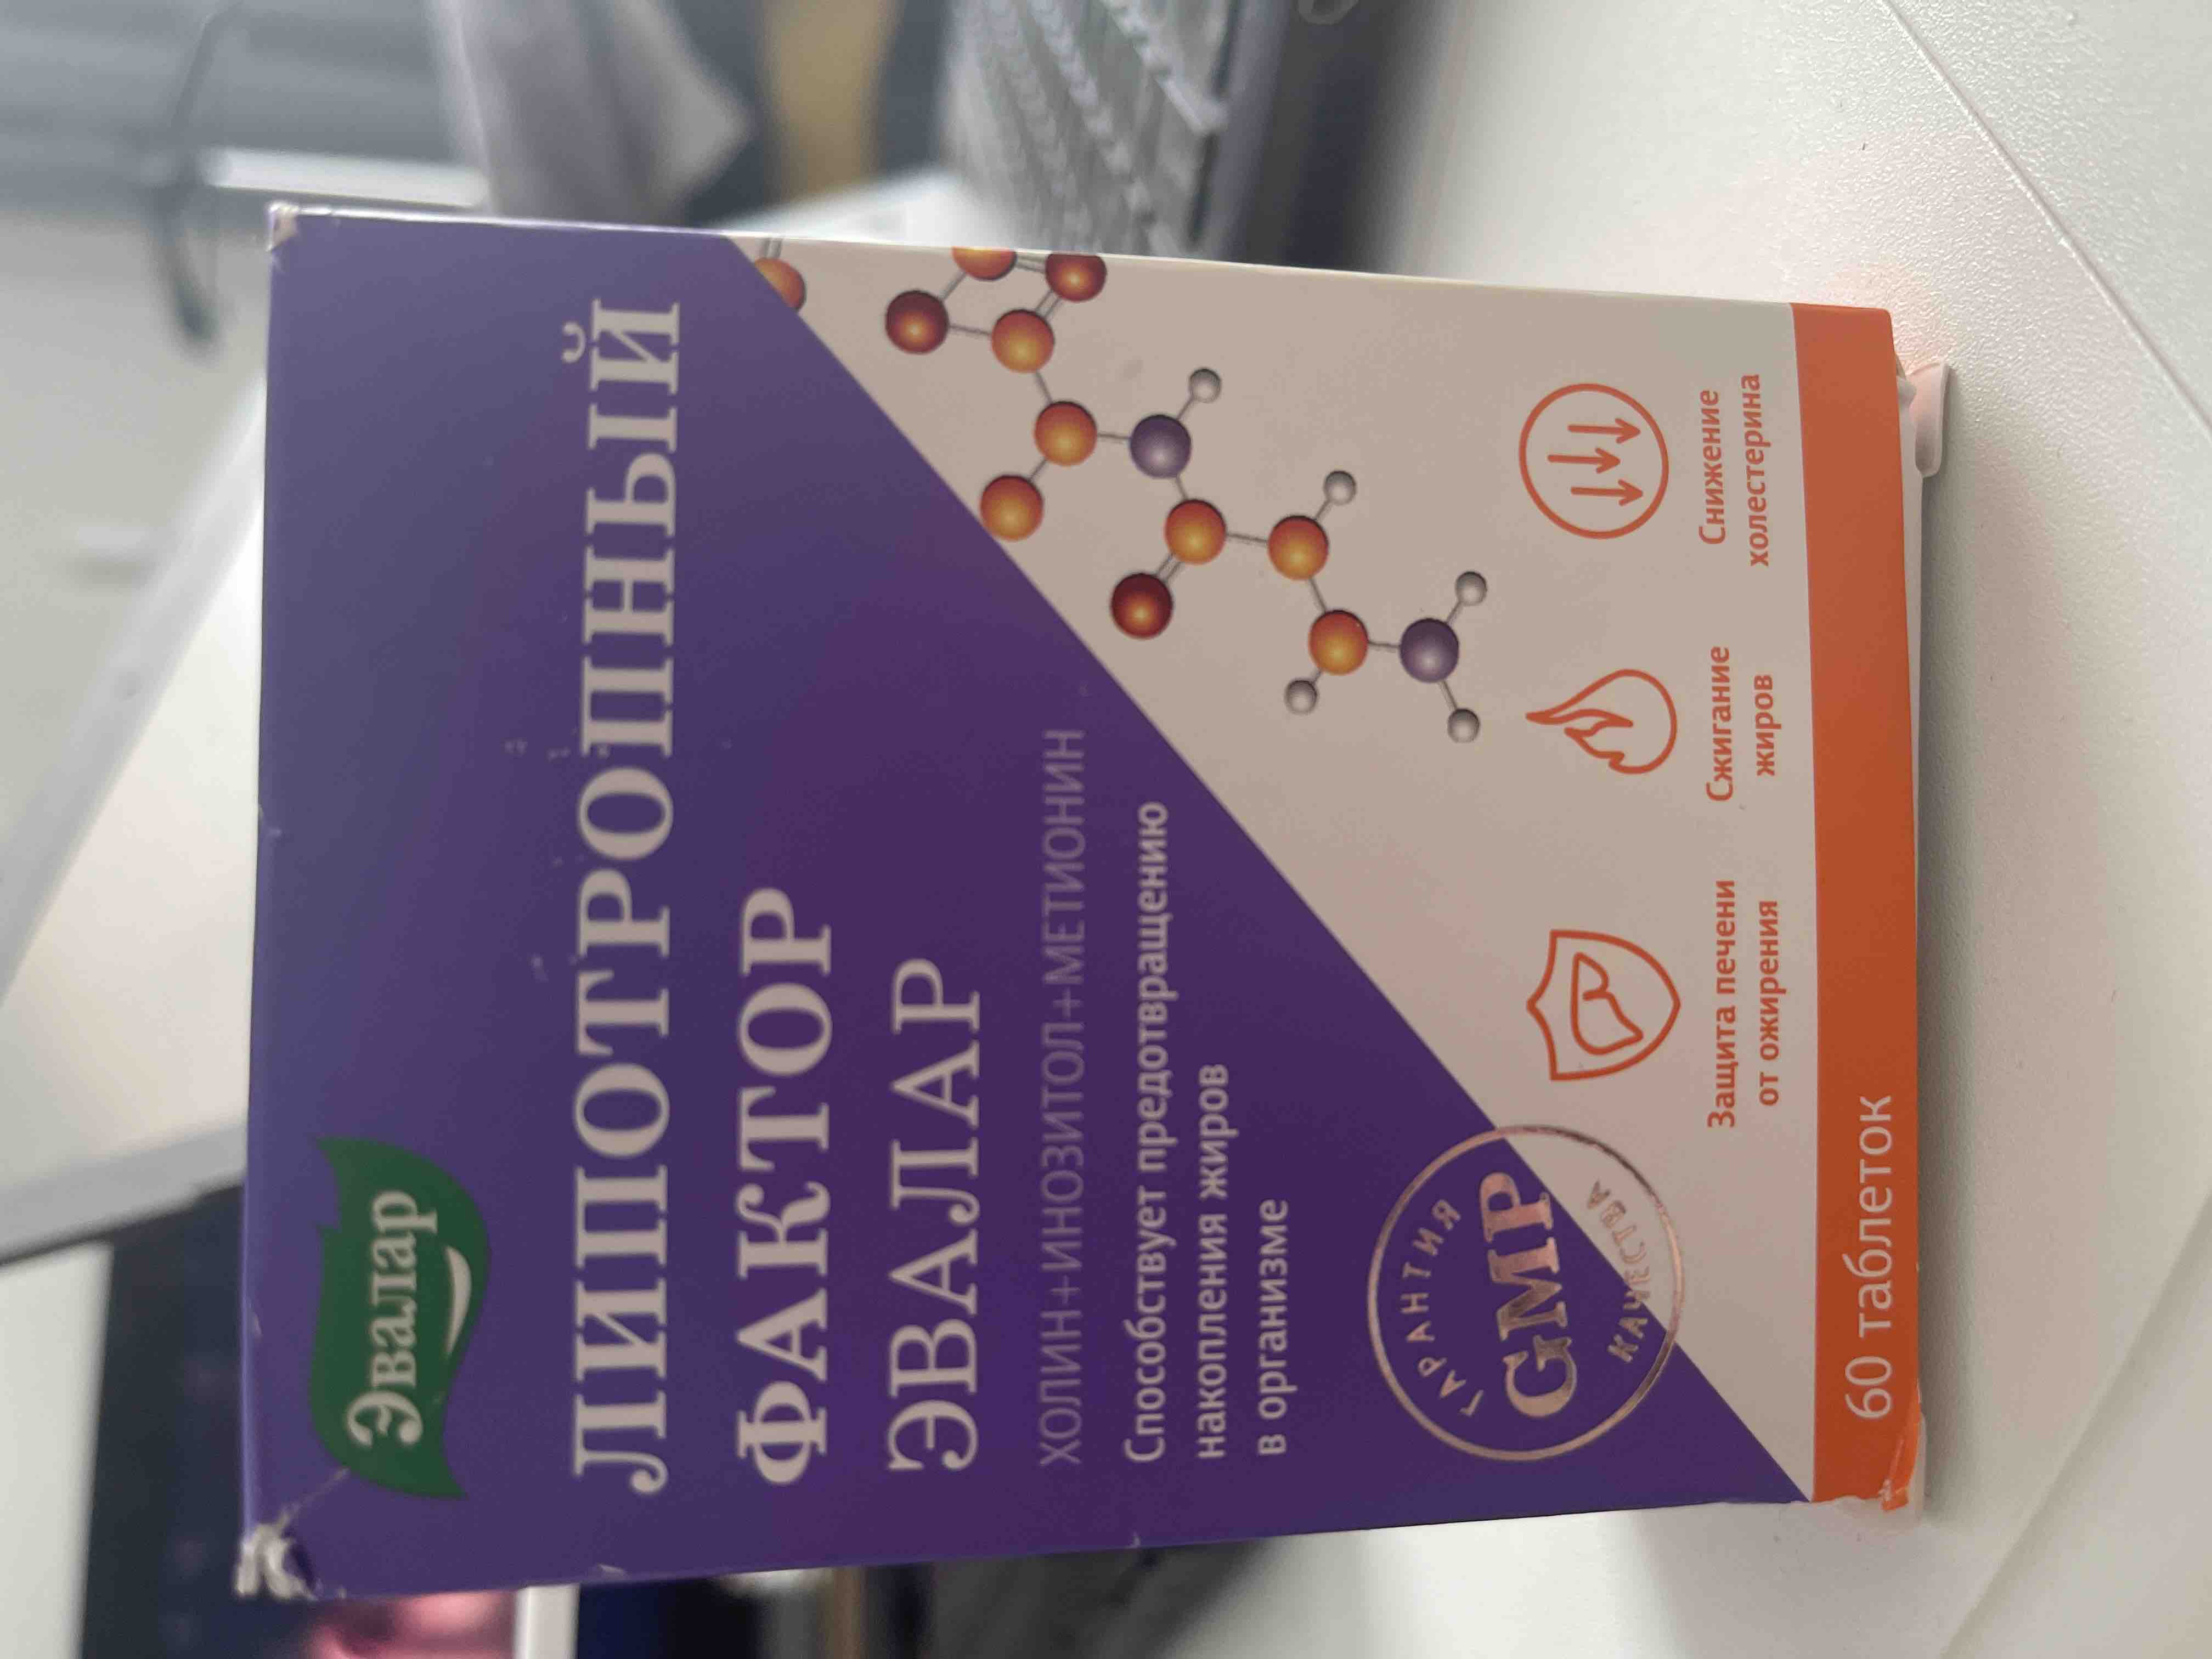 Эвалар
ЛИПОТРОПНЫЙ
ФАКТОР
ЭВАЛАР
ХОЛИН+ИНОЗИТОЛ+МЕТИОНИН
Способствует предотвращению
накопления жиров
в организме
ГАРАНТИЯ
GMP
КАЧЕСТВА
Защита печени
от ожирения
Сжигание
жиров
Снижение
холестерина
60 таблеток